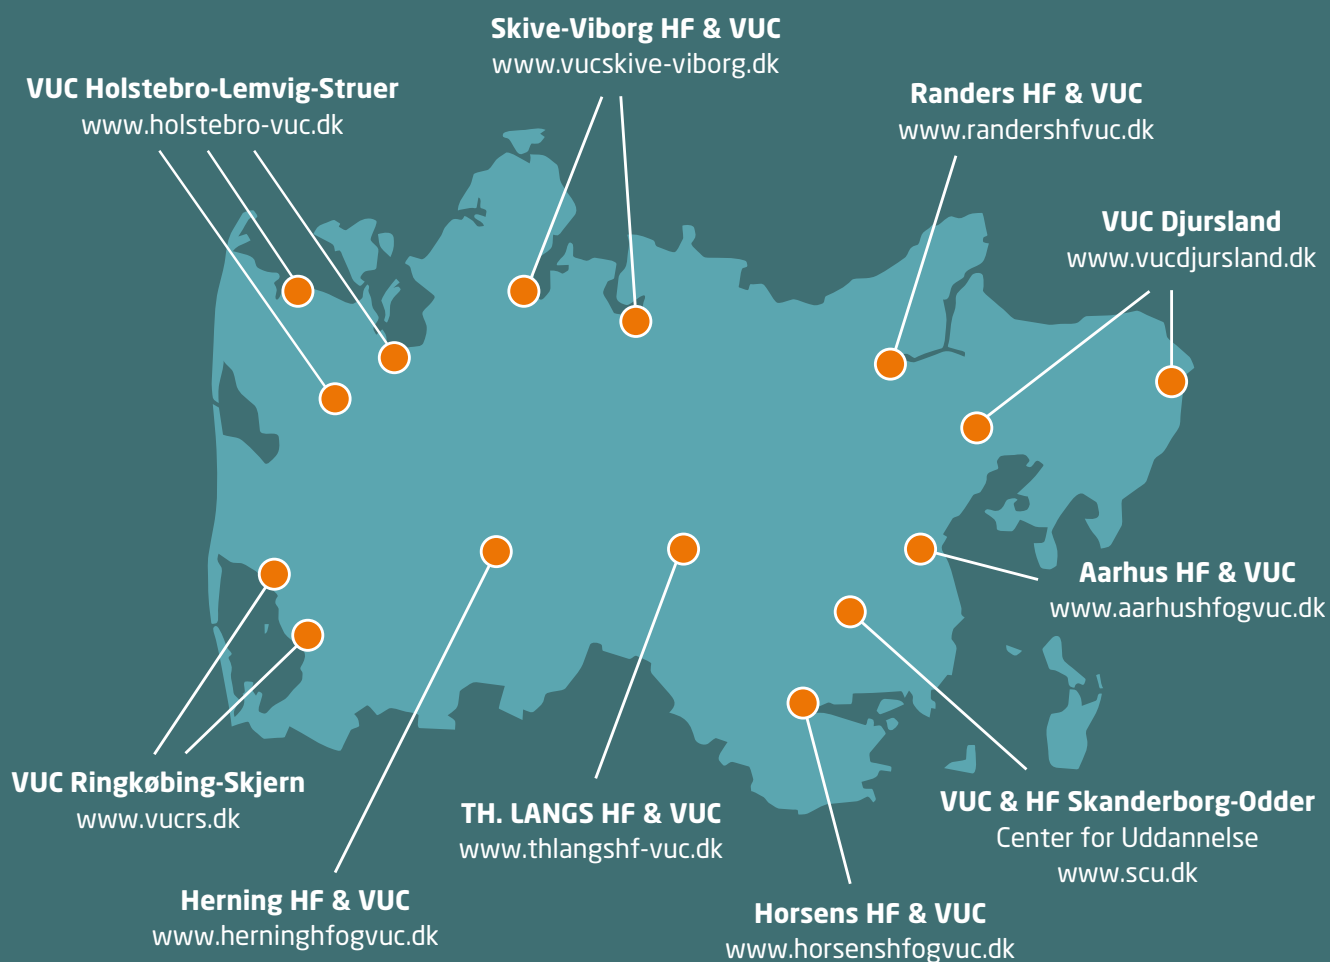 Skive-Viborg HF & VUC
www.vucskive-viborg.dk
VUC Holstebro-Lemvig-Struer
www.holstebro-vuc.dk
Randers HF & VUC
www.randershfvuc.dk
VUC Djursland
www.vucdjursland.dk
Aarhus HF & VUC
www.aarhushfogvuc.dk
VUC Ringkøbing-Skjern
www.vucrs.dk
TH. LANGS HF & VUC
www.thlangshf-vuc.dk
VUC & HF Skanderborg-Odder
Center for Uddannelse
www.scu.dk
Herning HF & VUC
www.herninghfogvuc.dk
Horsens HF & VUC
www.horsenshfogvuc.dk